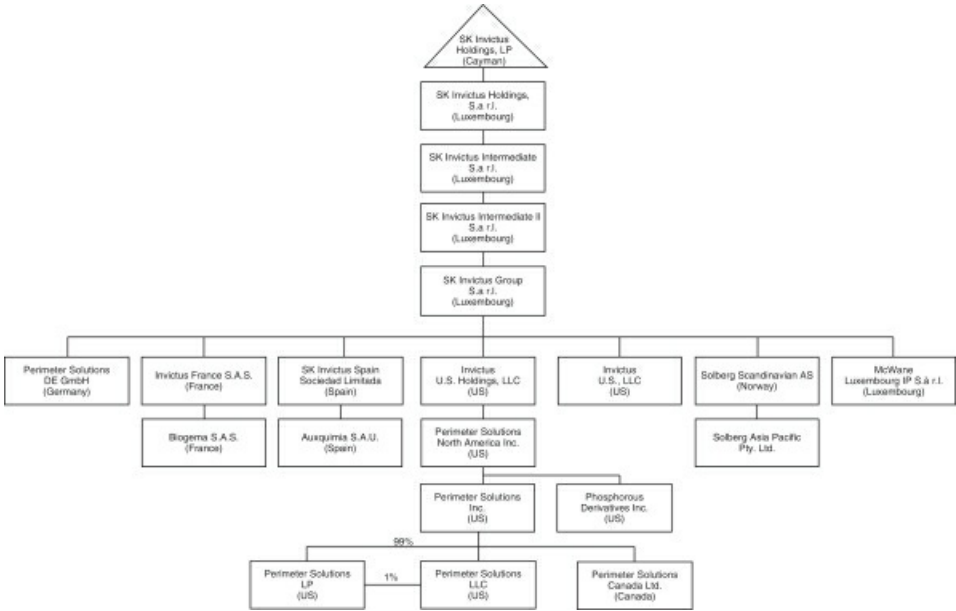 SK Invictus
Holdings, LP
(Cayman)
SK Invictus Holdings,
S.a r.l.
(Luxembourg)
SK Invictus Intermediate
S.a r.l.
(Luxembourg)
SK Invictus Intermediate II
S.a r.l.
(Luxembourg)
SK Invictus Group
S.a r.l.
(Luxembourg)
Perimeter Solutions
DE GmbH
(Germany)
Invictus France S.A.S.
(France)
SK Invictus Spain
Sociedad Limitada
(Spain)
Invictus
U.S. Holdings, LLC
(US)
Invictus
U.S., LLC
(US)
Solberg Scandinavian AS
(Norway)
McWane
Luxembourg IP S.à r.l.
(Luxembourg)
Biogema S.A.S.
(France)
Auxquimia S.A.U.
(Spain)
Perimeter Solutions
North America Inc.
(US)
Solberg Asia Pacific
Pty. Ltd.
Perimeter Solutions
Inc.
(US)
Phosphorous
Derivatives Inc.
(US)
99%
Perimeter Solutions
LP
(US)
1%
Perimeter Solutions
LLC
(US)
Perimeter Solutions
Canada Ltd.
(Canada)